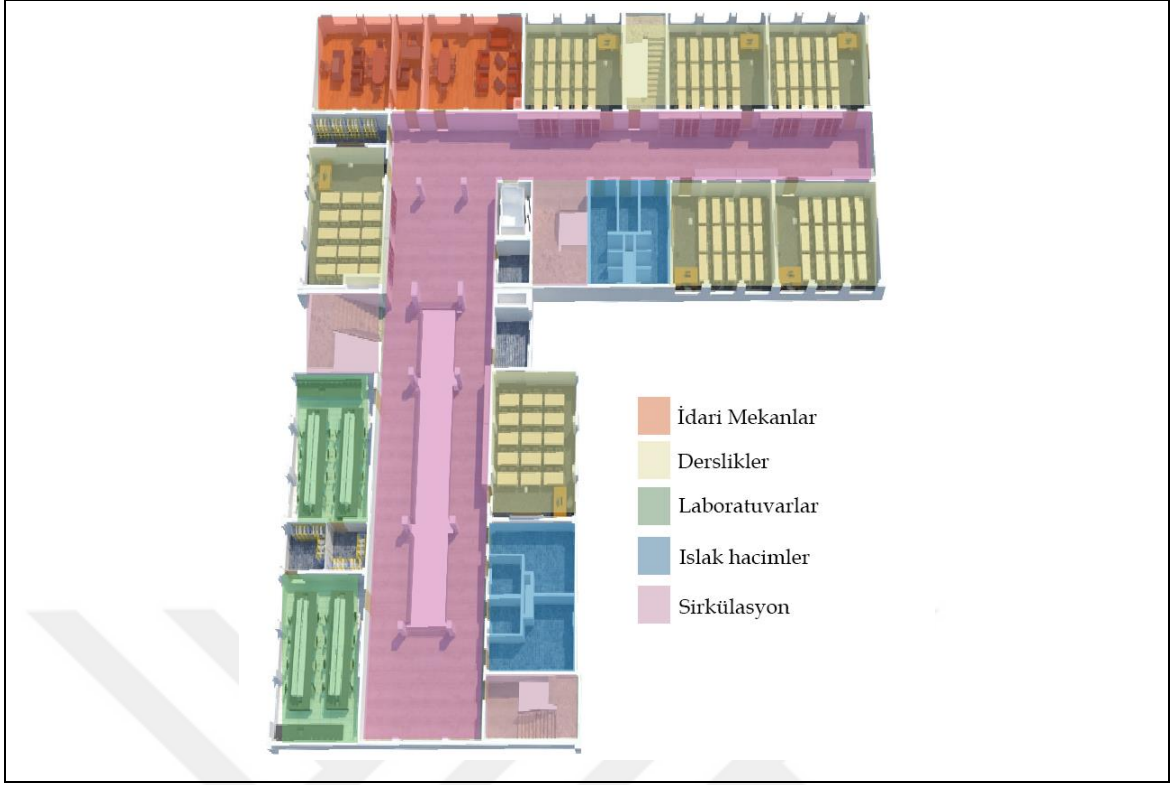 İdari Mekanlar
Derslikler
Laboratuvarlar
Islak hacimler
Sirkülasyon